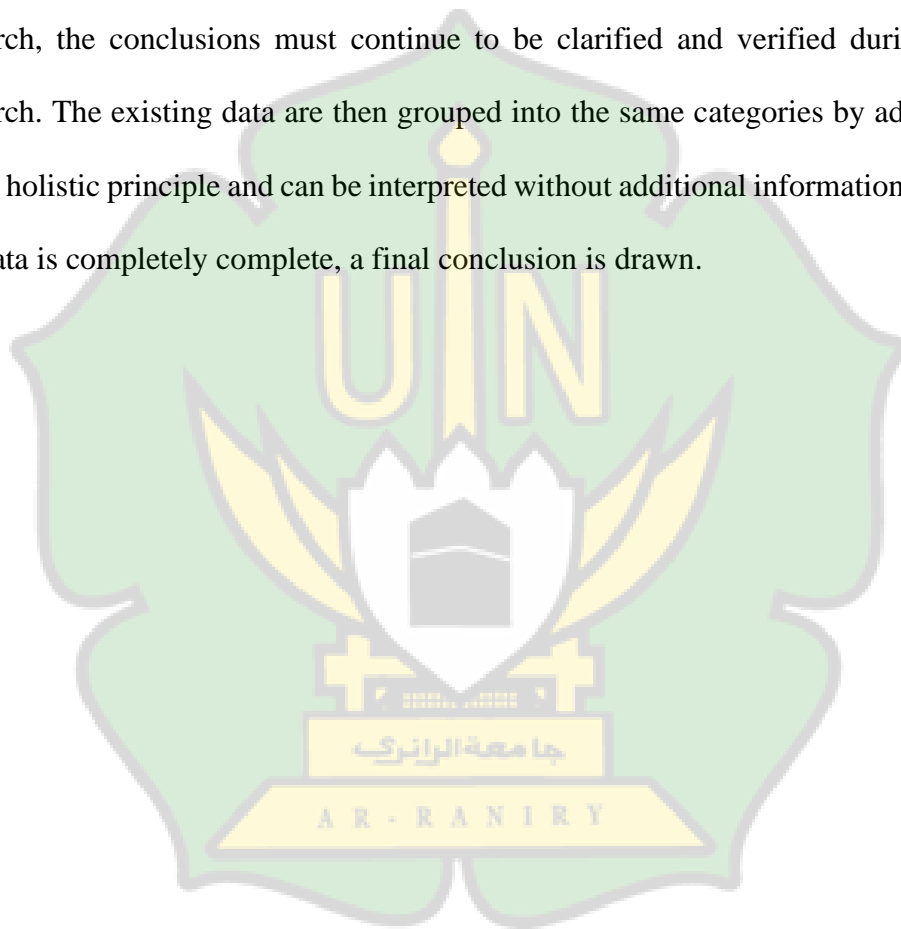 rch, the conclusions must continue to be clarified and verified duri
rch. The existing data are then grouped into the same categories by ad
holistic principle and can be interpreted without additional information
ata is completely complete, a final conclusion is drawn.
UIN
جامعة الرانري
AR-RANIRY